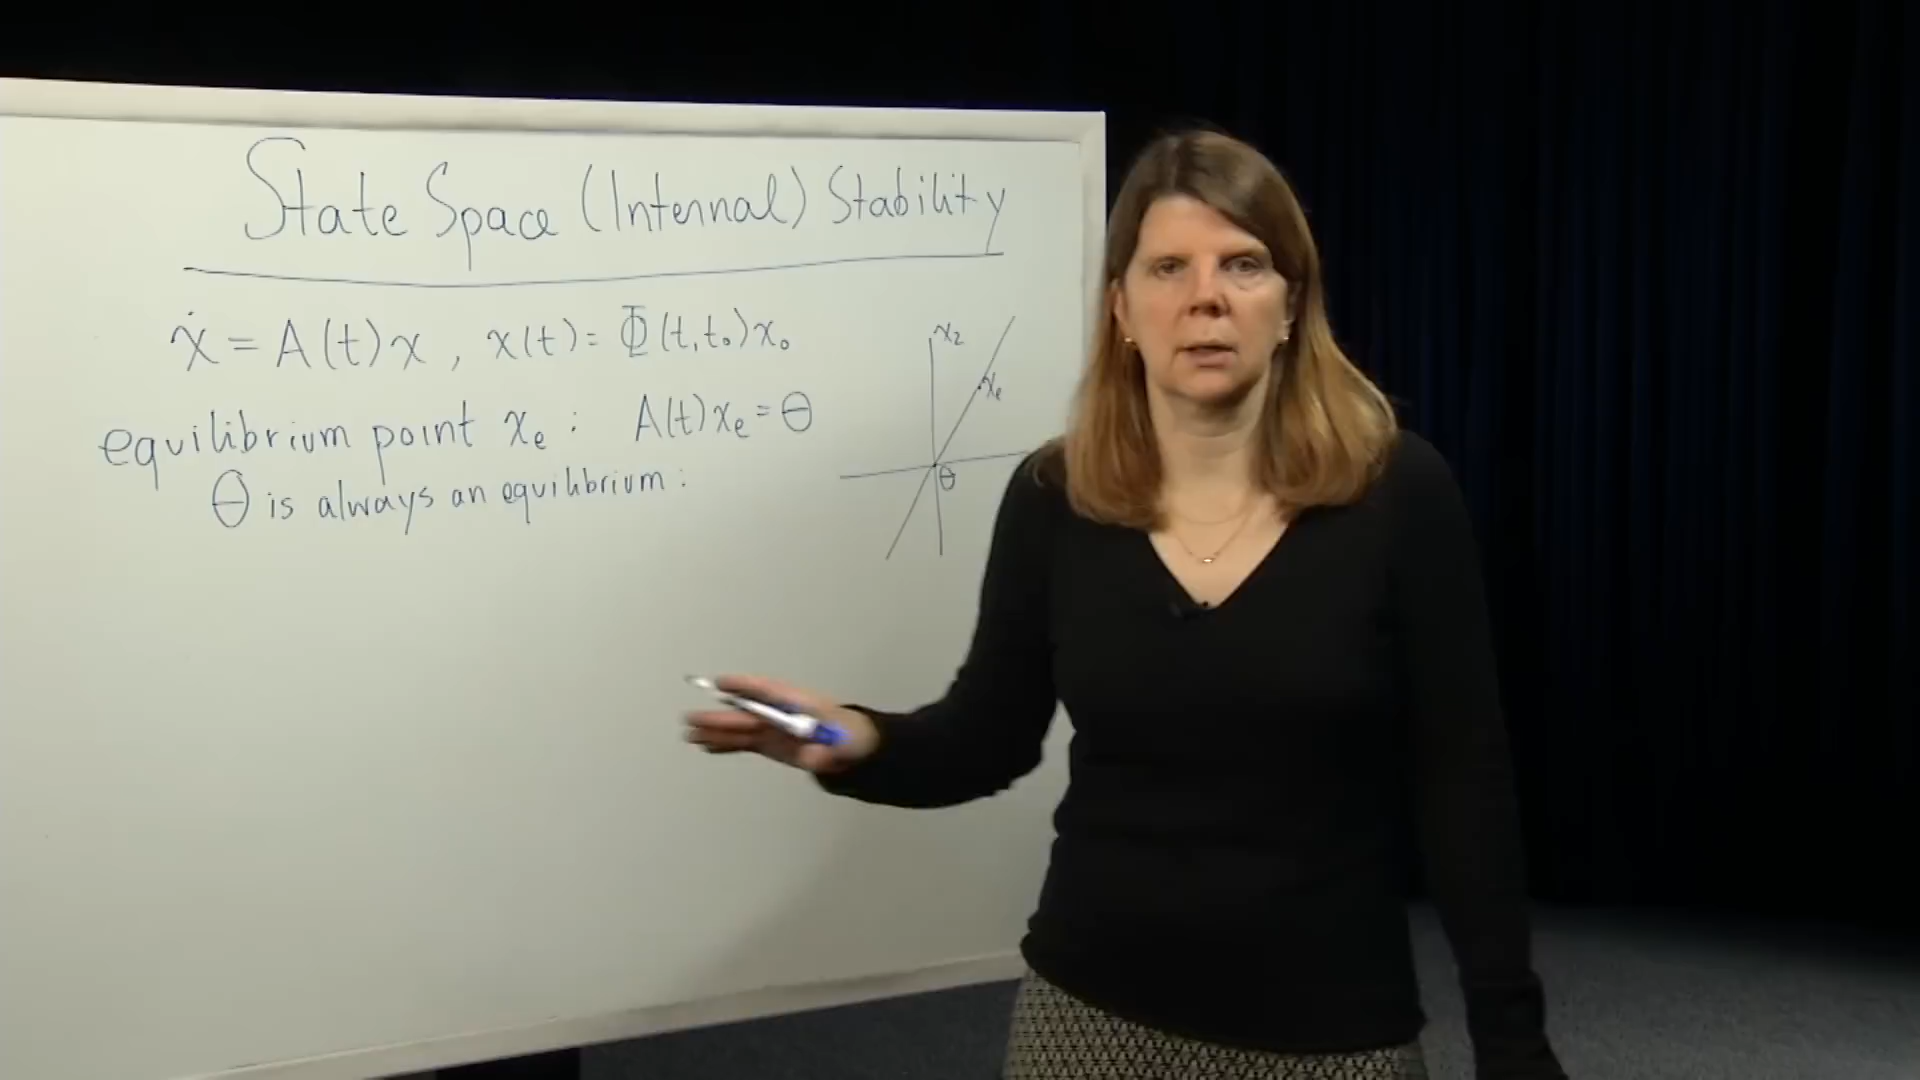 State Space (Internal) Stability
ẋ = A(t)x , x(t) = Φ(t,t₀)x₀
equilibrium point xₑ : A(t)xₑ = θ
θ is always an equilibrium :
x₂
xₑ
θ